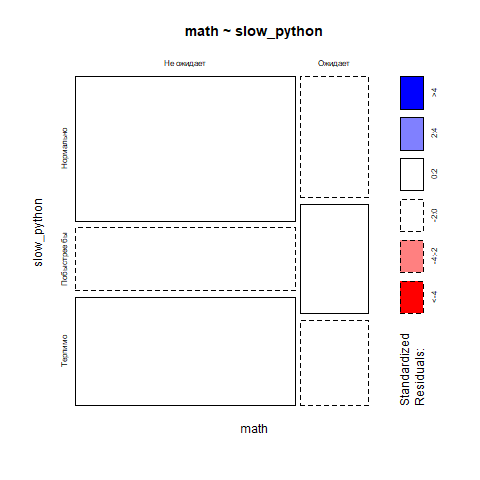 math ~ slow_python
Не ожидает
Ожидает
slow_python
Нормально
Побыстрее бы
Терпимо
math
>4
2:4
0:2
-2:0
-4:-2
<-4
Standardized
Residuals: